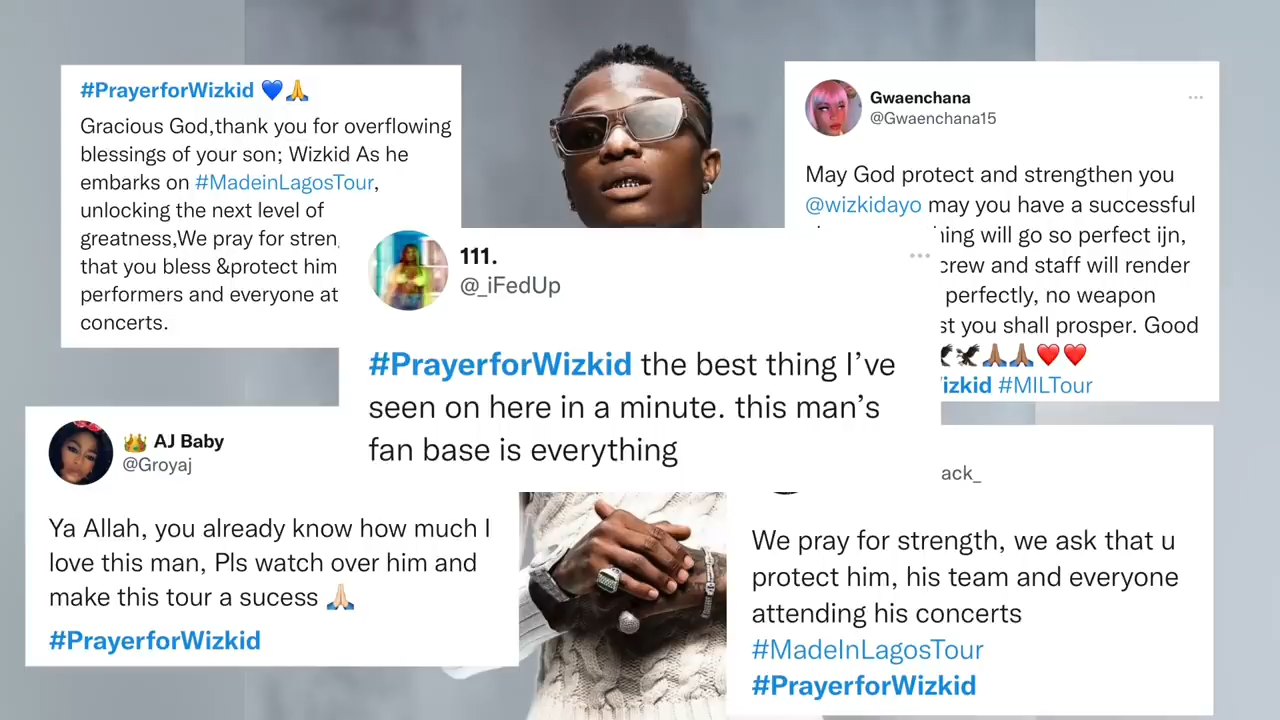 #PrayerforWizkid 💙🙏
Gracious God,thank you for overflowing
blessings of your son; Wizkid As he
embarks on #MadeinLagosTour,
unlocking the next level of
greatness,We pray for
that you bless &protect him
performers and everyone at
concerts.
Gwaenchana
@Gwaenchana15
May God protect and strengthen you
@wizkidayo may you have a successful
will go so perfect ijn,
crew and staff will render
perfectly, no weapon
you shall prosper. Good
🦅🙏🏽🙏🏽❤️❤️
#MILTour
111.
@_iFedUp
#PrayerforWizkid the best thing I’ve
seen on here in a minute. this man’s
fan base is everything
👑 AJ Baby
@Groyaj
Ya Allah, you already know how much I
love this man, Pls watch over him and
make this tour a sucess 🙏🏼
#PrayerforWizkid
ack_
We pray for strength, we ask that u
protect him, his team and everyone
attending his concerts
#MadeInLagosTour
#PrayerforWizkid